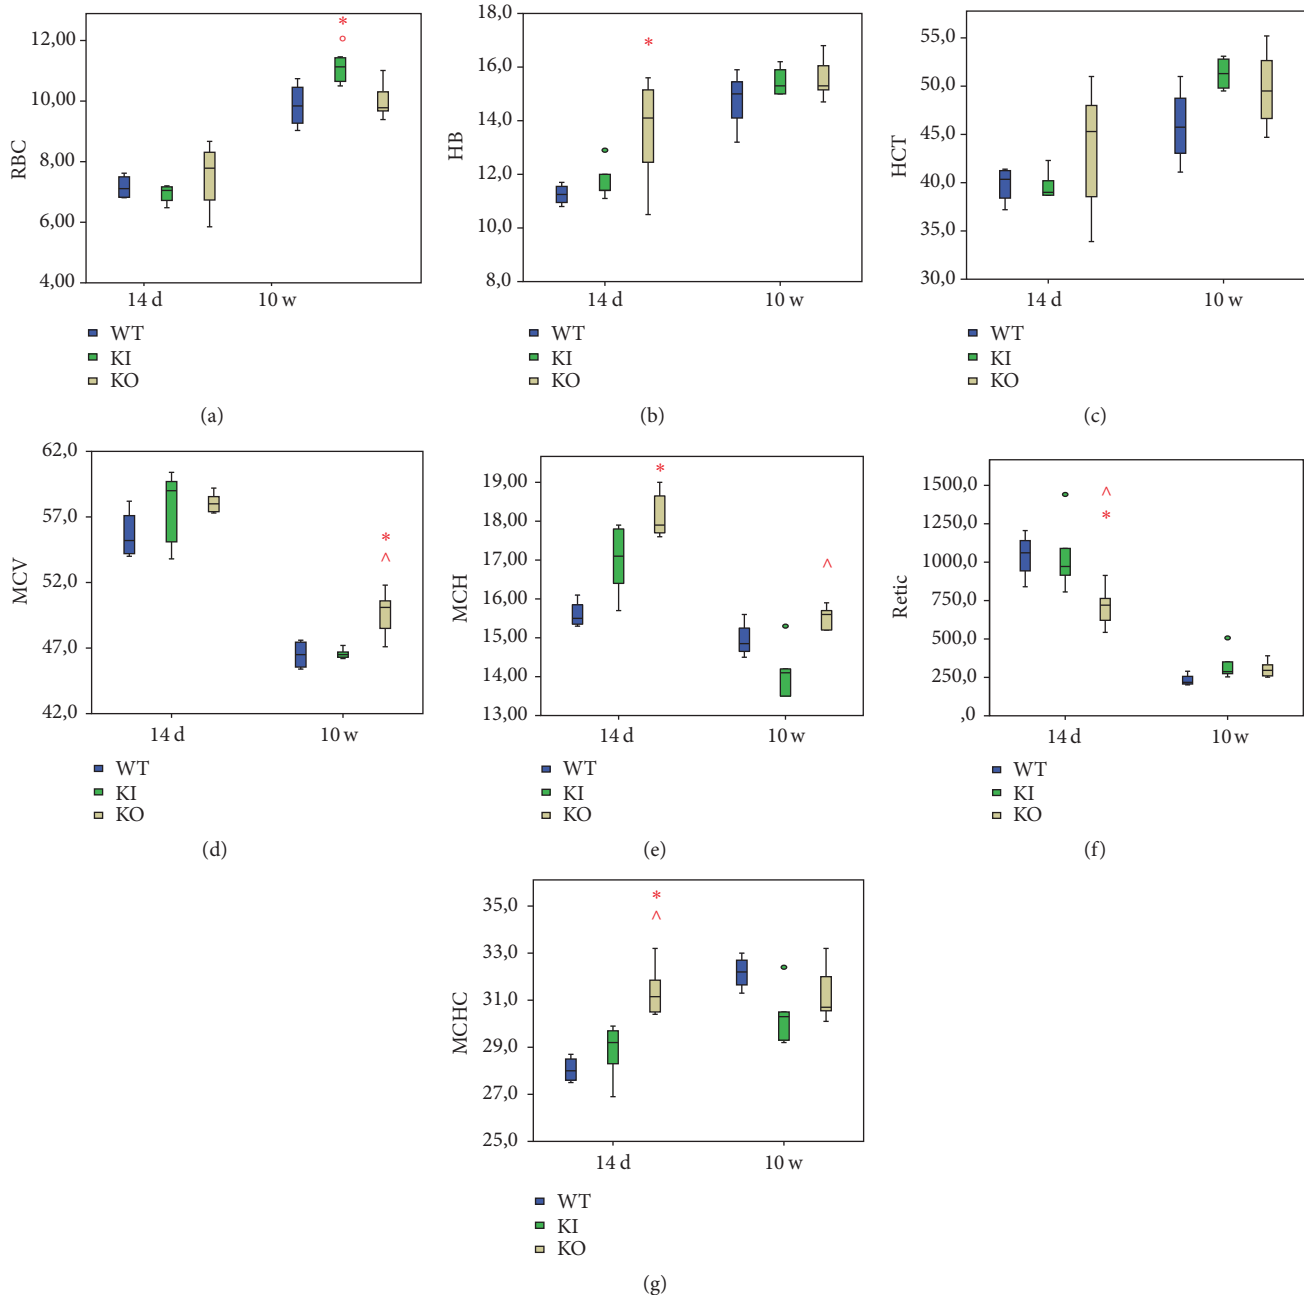 RBC
12,00
10,00
8,00
6,00
4,00
*
14 d
10 w
WT
KI
KO
(a)
HB
18,0
16,0
14,0
12,0
10,0
8,0
*
14 d
10 w
WT
KI
KO
(b)
HCT
55,0
50,0
45,0
40,0
35,0
30,0
14 d
10 w
WT
KI
KO
(c)
MCV
62,0
57,0
52,0
47,0
42,0
*
^
14 d
10 w
WT
KI
KO
(d)
MCH
19,00
18,00
17,00
16,00
15,00
14,00
13,00
*
^
14 d
10 w
WT
KI
KO
(e)
Retic
1500,0
1250,0
1000,0
750,0
500,0
250,0
,0
^
*
14 d
10 w
WT
KI
KO
(f)
MCHC
35,0
33,0
31,0
29,0
27,0
25,0
*
^
14 d
10 w
WT
KI
KO
(g)